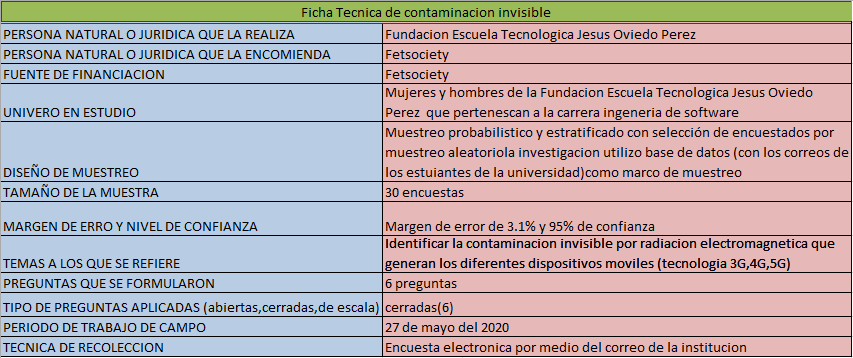 Ficha Tecnica de contaminacion invisible
PERSONA NATURAL O JURIDICA QUE LA REALIZA Fundacion Escuela Tecnologica Jesus Oviedo Perez
PERSONA NATURAL O JURIDICA QUE LA ENCOMIENDA Fetsociety
FUENTE DE FINANCIACION Fetsociety
UNIVERO EN ESTUDIO Mujeres y hombres de la Fundacion Escuela Tecnologica Jesus Oviedo
Perez que pertenescan a la carrera ingeneria de software
DISEÑO DE MUESTREO Muestreo probabilistico y estratificado con selección de encuestados por
muestreo aleatoriola investigacion utilizo base de datos (con los correos de
los estuiantes de la universidad)como marco de muestreo
TAMAÑO DE LA MUESTRA 30 encuestas
MARGEN DE ERRO Y NIVEL DE CONFIANZA Margen de error de 3.1% y 95% de confianza
TEMAS A LOS QUE SE REFIERE Identificar la contaminacion invisible por radiacion electromagnetica que
generan los diferentes dispositivos moviles (tecnologia 3G,4G,5G)
PREGUNTAS QUE SE FORMULARON 6 preguntas
TIPO DE PREGUNTAS APLICADAS (abiertas,cerradas,de escala) cerradas(6)
PERIODO DE TRABAJO DE CAMPO 27 de mayo del 2020
TECNICA DE RECOLECCION Encuesta electronica por medio del correo de la institucion